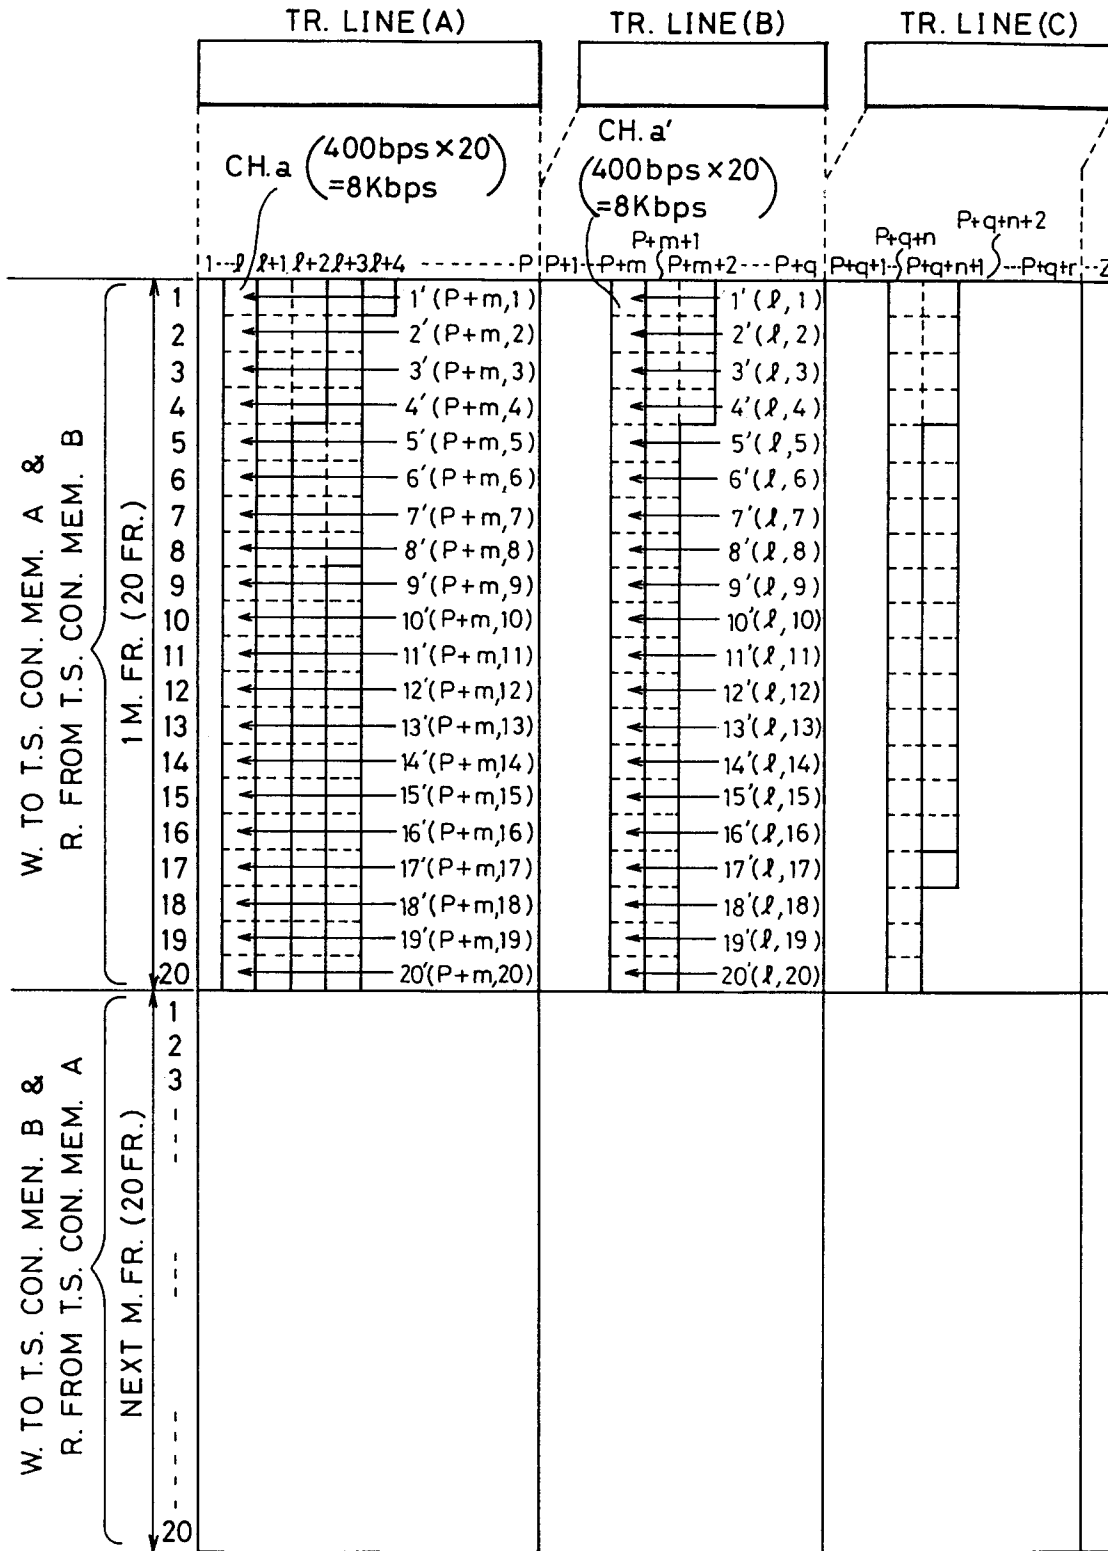 TR. LINE(A) TR. LINE(B) TR. LINE(C)
CH.a (400bps×20
=8Kbps)
CH.a′
(400bps×20
=8Kbps)
P+m+1 P+q+n P+q+n+2
1---ℓ ℓ+1 ℓ+2 ℓ+3 ℓ+4 --------P P+1---P+m P+m+2---P+q P+q+1--P+q+n+1 ---P+q+r--Z
W. TO T.S. CON. MEM. A &
R. FROM T.S. CON. MEM. B
1 M. FR. (20 FR.)
1 1′(P+m,1) 1′(ℓ,1)
2 2′(P+m,2) 2′(ℓ,2)
3 3′(P+m,3) 3′(ℓ,3)
4 4′(P+m,4) 4′(ℓ,4)
5 5′(P+m,5) 5′(ℓ,5)
6 6′(P+m,6) 6′(ℓ,6)
7 7′(P+m,7) 7′(ℓ,7)
8 8′(P+m,8) 8′(ℓ,8)
9 9′(P+m,9) 9′(ℓ,9)
10 10′(P+m,10) 10′(ℓ,10)
11 11′(P+m,11) 11′(ℓ,11)
12 12′(P+m,12) 12′(ℓ,12)
13 13′(P+m,13) 13′(ℓ,13)
14 14′(P+m,14) 14′(ℓ,14)
15 15′(P+m,15) 15′(ℓ,15)
16 16′(P+m,16) 16′(ℓ,16)
17 17′(P+m,17) 17′(ℓ,17)
18 18′(P+m,18) 18′(ℓ,18)
19 19′(P+m,19) 19′(ℓ,19)
20 20′(P+m,20) 20′(ℓ,20)
W. TO T.S. CON. MEN. B &
R. FROM T.S. CON. MEM. A
NEXT M. FR. (20FR.)
1
2
3
20